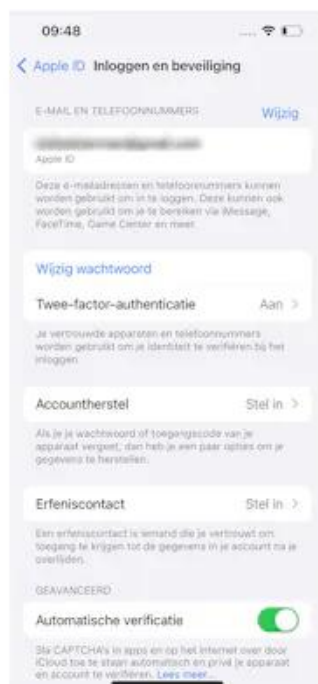 09:48
Apple ID Inloggen en beveiliging
E-MAIL EN TELEFOONNUMMERS Wijzig
Apple ID
Deze e-mailadressen en telefoonnummers kunnen
worden gebruikt om in te loggen. Deze kunnen ook
worden gebruikt om je te bereiken via iMessage,
FaceTime, Game Center en meer.
Wijzig wachtwoord
Twee-factor-authenticatie Aan
Je vertrouwde apparaten en telefoonnummers
worden gebruikt om je identiteit te verifiëren bij het
inloggen.
Accountherstel Stel in
Als je je wachtwoord of toegangscode van je
apparaat vergeet, dan heb je een paar opties om je
gegevens te herstellen.
Erfeniscontact Stel in
Een erfeniscontact is iemand die je vertrouwt om
toegang te krijgen tot de gegevens in je account na je
overlijden.
GEAVANCEERD
Automatische verificatie
Sla CAPTCHA's in apps en op het internet over door
iCloud toe te staan automatisch en privé je apparaat
en account te verifiëren. Lees meer...